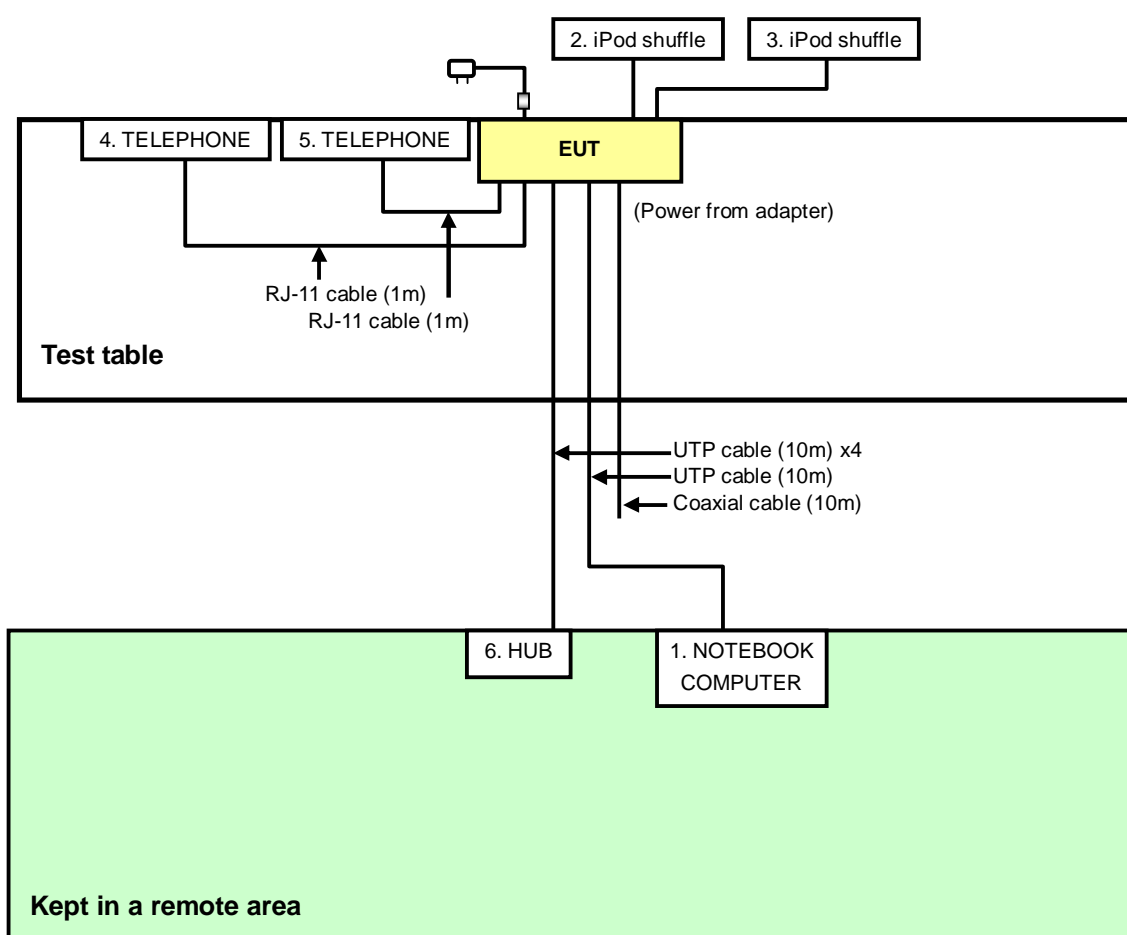 2. iPod shuffle
3. iPod shuffle
4. TELEPHONE
5. TELEPHONE
EUT
(Power from adapter)
RJ-11 cable (1m)
RJ-11 cable (1m)
Test table
UTP cable (10m) x4
UTP cable (10m)
Coaxial cable (10m)
6. HUB
1. NOTEBOOK
COMPUTER
Kept in a remote area